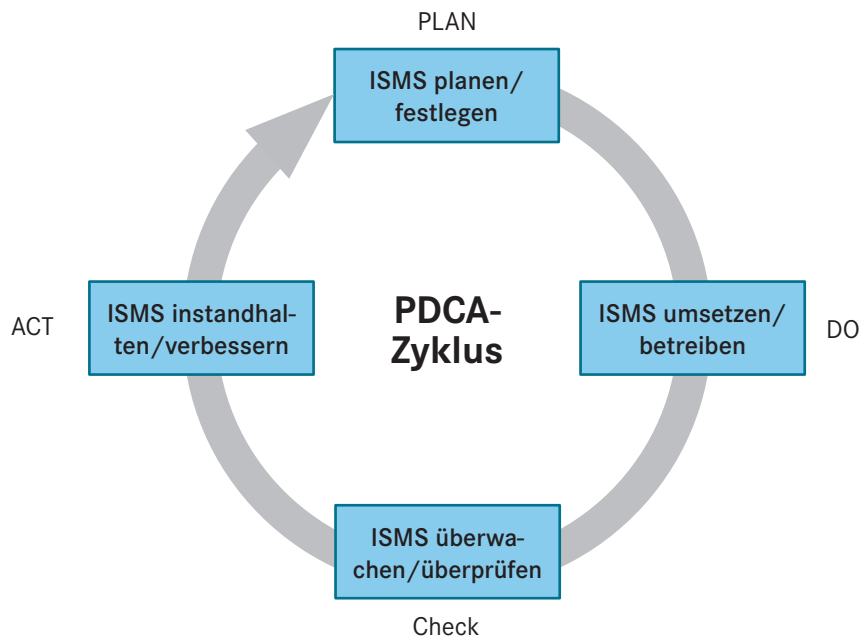 PLAN
ISMS planen/
festlegen
ACT
ISMS instandhal-
ten/verbessern
PDCA-
Zyklus
ISMS umsetzen/
betreiben
DO
ISMS überwa-
chen/überprüfen
Check